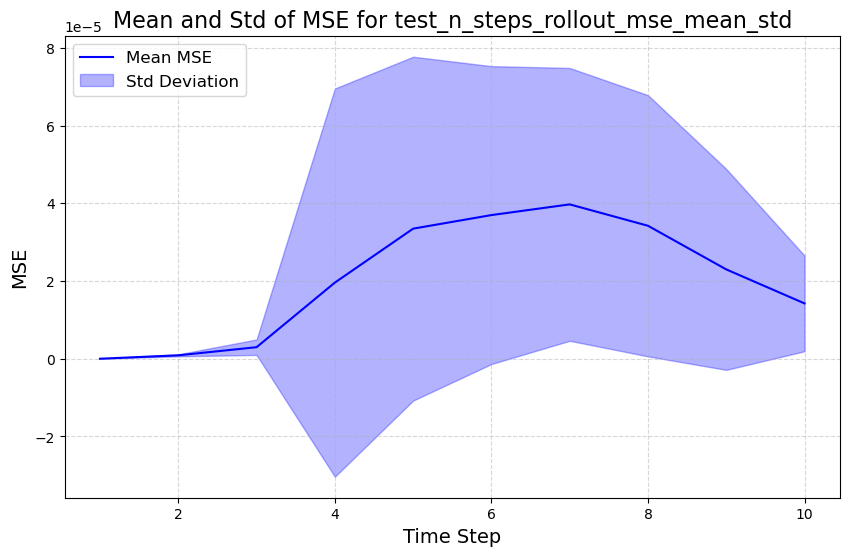 Mean and Std of MSE for test_n_steps_rollout_mse_mean_std
1e−5
Mean MSE
Std Deviation
8
6
4
2
0
−2
MSE
2
4
6
8
10
Time Step